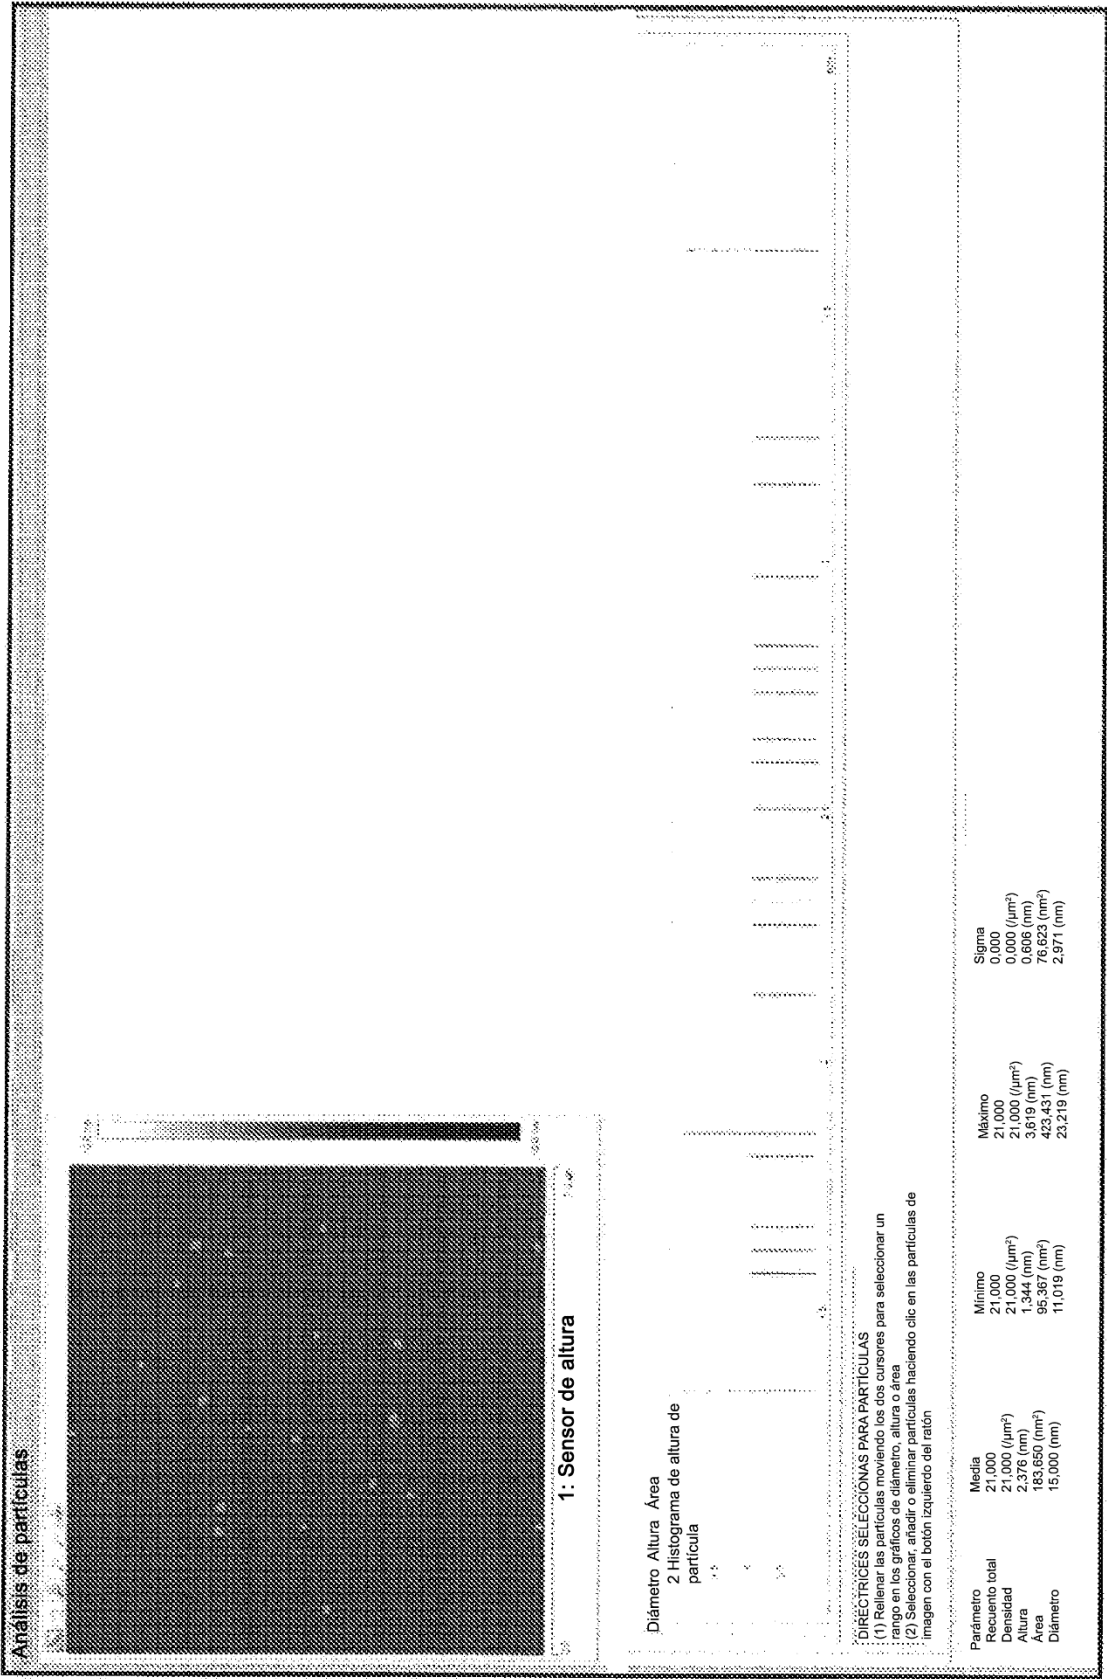 Análisis de partículas
1: Sensor de altura
Diámetro Altura Área
2 Histograma de altura de
partícula
DIRECTRICES SELECCIONAS PARA PARTÍCULAS
(1) Rellenar las partículas moviendo los dos cursores para seleccionar un
rango en los gráficos de diámetro, altura o área
(2) Seleccionar, añadir o eliminar partículas haciendo clic en las partículas de
imagen con el botón izquierdo del ratón
Parámetro Media Mínimo Máximo Sigma
Recuento total 21,000 21,000 21,000 0,000
Densidad 21,000 (/µm²) 21,000 (/µm²) 21,000 (/µm²) 0,000 (/µm²)
Altura 2,376 (nm) 1,344 (nm) 3,619 (nm) 0,606 (nm)
Área 183,650 (nm²) 95,367 (nm²) 423,431 (nm) 76,623 (nm²)
Diámetro 15,000 (nm) 11,019 (nm) 23,219 (nm) 2,971 (nm)